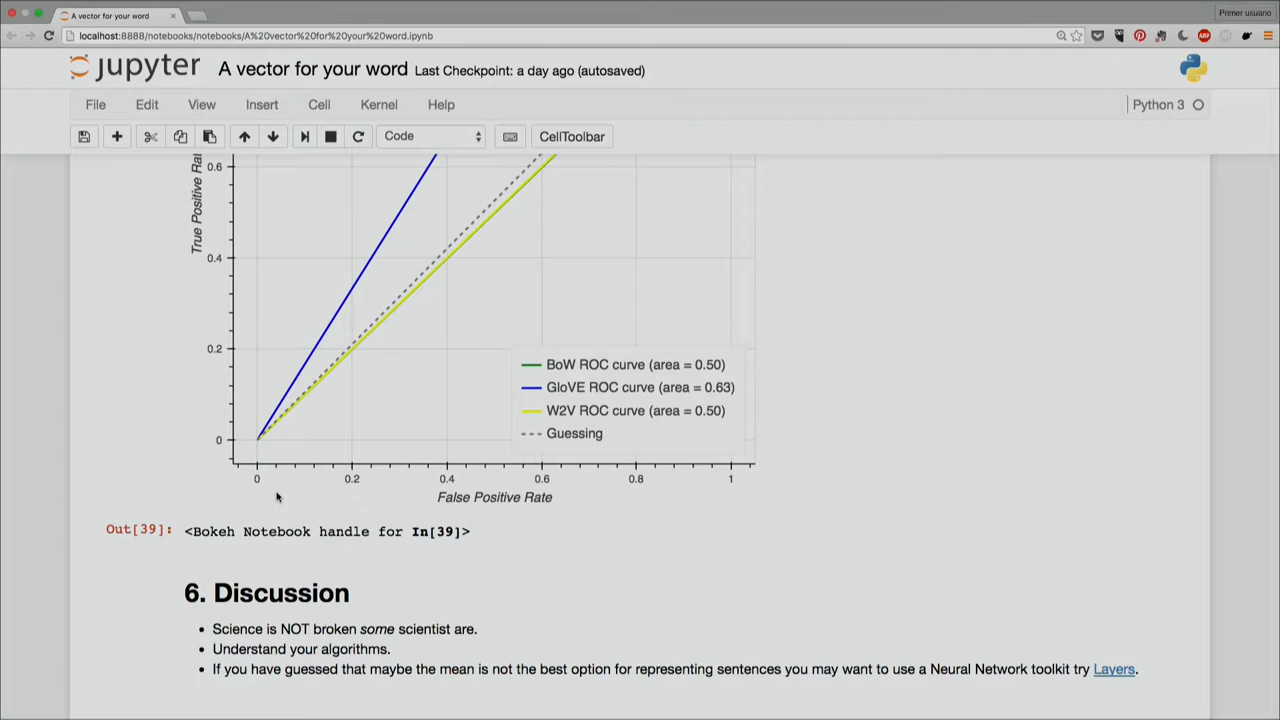 A vector for your word
Primer usuano
localhost:8888/notebooks/notebooks/A%20vector%20for%20your%20word.ipynb
ABP
jupyter A vector for your word Last Checkpoint: a day ago (autosaved)
File Edit View Insert Cell Kernel Help
Python 3
Code
CellToolbar
True Positive Rat
0.6
0.4
0.2
0
BoW ROC curve (area = 0.50)
GloVE ROC curve (area = 0.63)
W2V ROC curve (area = 0.50)
Guessing
0 0.2 0.4 0.6 0.8 1
False Positive Rate
Out[39]: <Bokeh Notebook handle for In[39]>
6. Discussion
• Science is NOT broken some scientist are.
• Understand your algorithms.
• If you have guessed that maybe the mean is not the best option for representing sentences you may want to use a Neural Network toolkit try Layers.